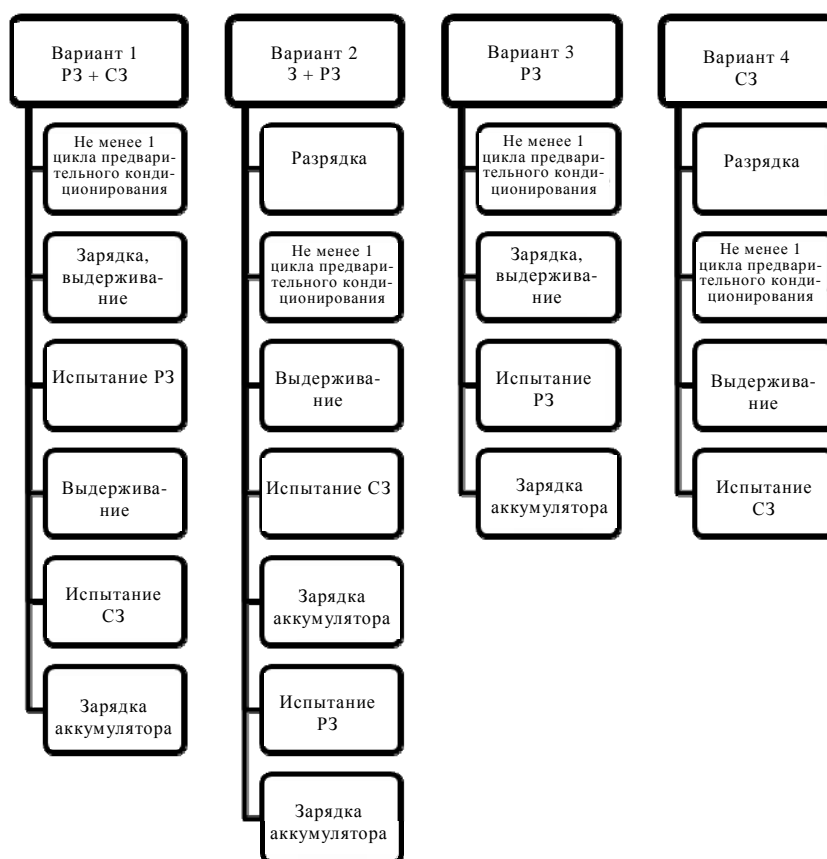 Вариант 1
РЗ + СЗ
Не менее 1
цикла предвари-
тельного конди-
ционирования
Зарядка,
выдержива-
ние
Испытание РЗ
Выдержива-
ние
Испытание
СЗ
Зарядка
аккумулятора
Вариант 2
З + РЗ
Разрядка
Не менее 1
цикла предвари-
тельного конди-
ционирования
Выдержива-
ние
Испытание СЗ
Зарядка
аккумулятора
Испытание
РЗ
Зарядка
аккумулятора
Вариант 3
РЗ
Не менее 1
цикла предвари-
тельного конди-
ционирования
Зарядка,
выдержива-
ние
Испытание
РЗ
Зарядка
аккумулятора
Вариант 4
СЗ
Разрядка
Не менее 1
цикла предвари-
тельного конди-
ционирования
Выдержива-
ние
Испытание
СЗ